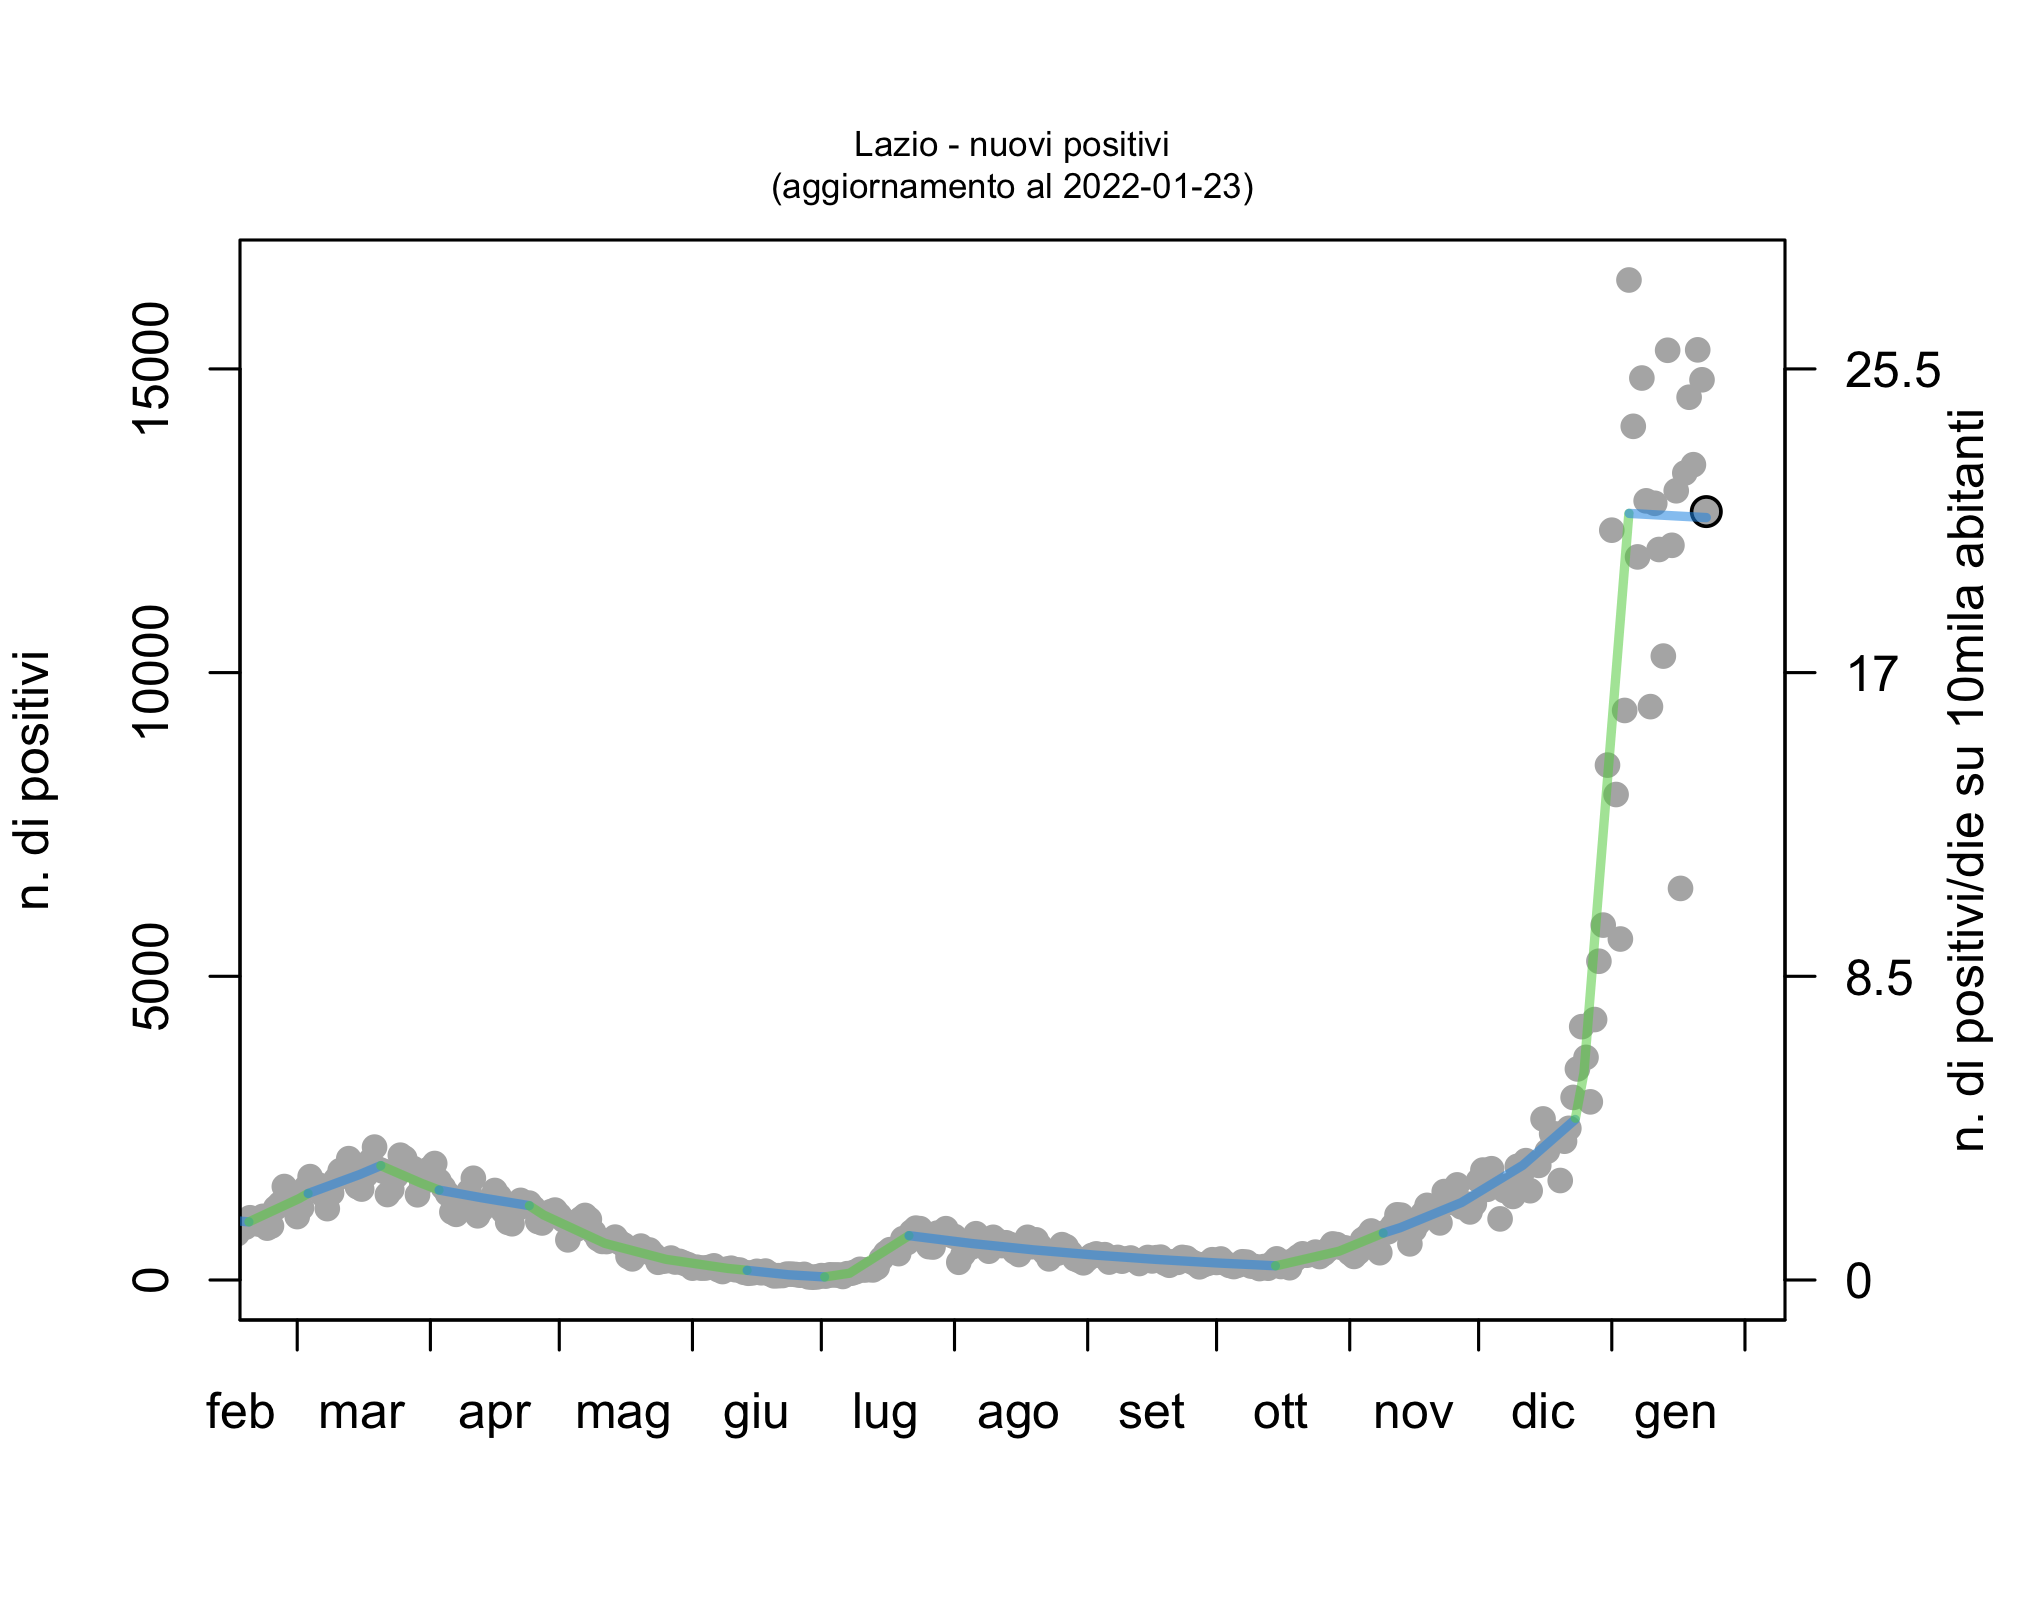 Lazio - nuovi positivi
(aggiornamento al 2022-01-23)
n. di positivi
15000
10000
5000
0
25.5
17
8.5
0
n. di positivi/die su 10mila abitanti
feb mar apr mag giu lug ago set ott nov dic gen